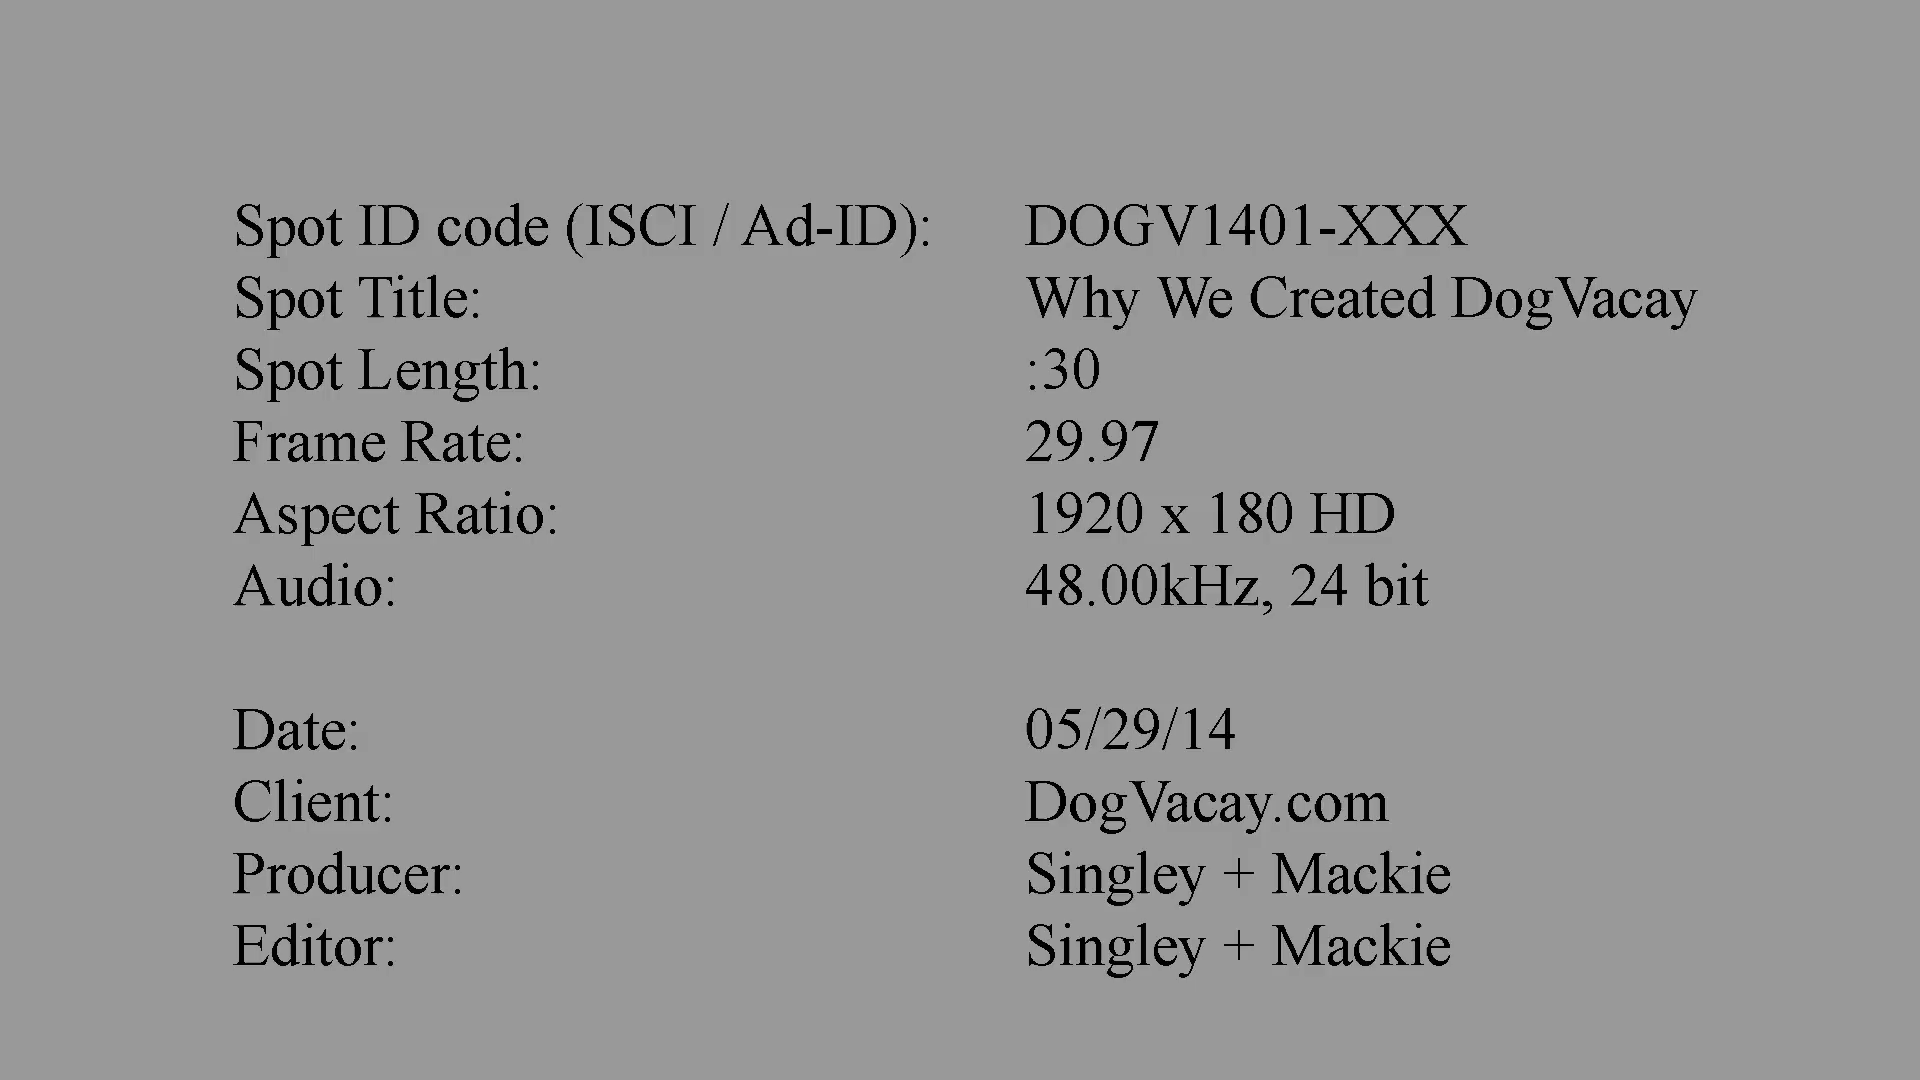 Spot ID code (ISCI / Ad-ID): DOGV1401-XXX
Spot Title: Why We Created DogVacay
Spot Length: :30
Frame Rate: 29.97
Aspect Ratio: 1920 x 180 HD
Audio: 48.00kHz, 24 bit
Date: 05/29/14
Client: DogVacay.com
Producer: Singley + Mackie
Editor: Singley + Mackie